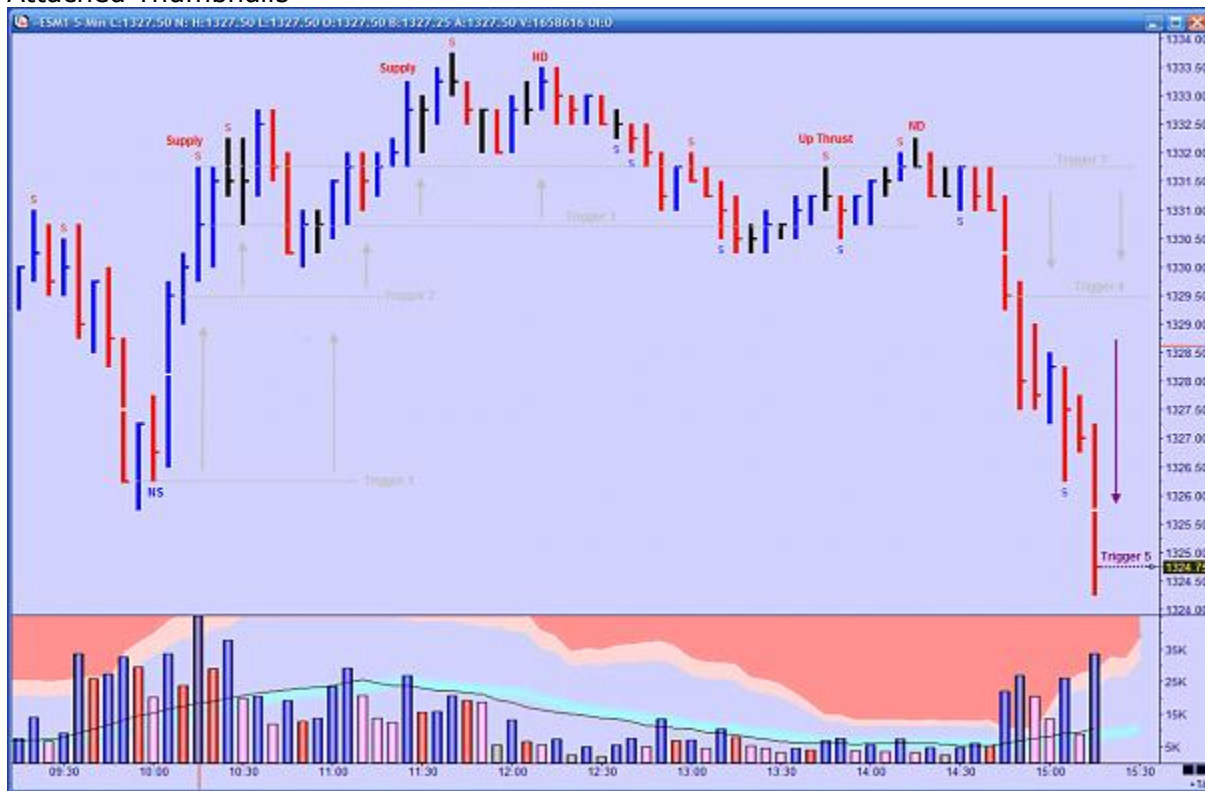 Attached Thumbnails
-ESM1 5-Min C:1327.50 N: H:1327.50 L:1327.50 O:1327.50 B:1327.25 A:1327.50 V:1658616 OI:0
1334.00
S
ND
1333.50
Supply
1333.00
S
Supply
S
S
S
S
Up Thrust
S
S
ND
1332.50
1332.00
S
S
Trigger
1331.50
Trigger
1331.00
S
S
S
1330.50
1330.00
Trigger 2
Trigger 4
1329.50
1329.00
1328.50
1328.00
1327.50
1327.00
1326.50
Trigger
NS
S
1326.00
1325.50
Trigger 5
1325.00
1324.75
1324.50
1324.00
35K
25K
15K
5K
09:30 10:00 10:30 11:00 11:30 12:00 12:30 13:00 13:30 14:00 14:30 15:00 15:30